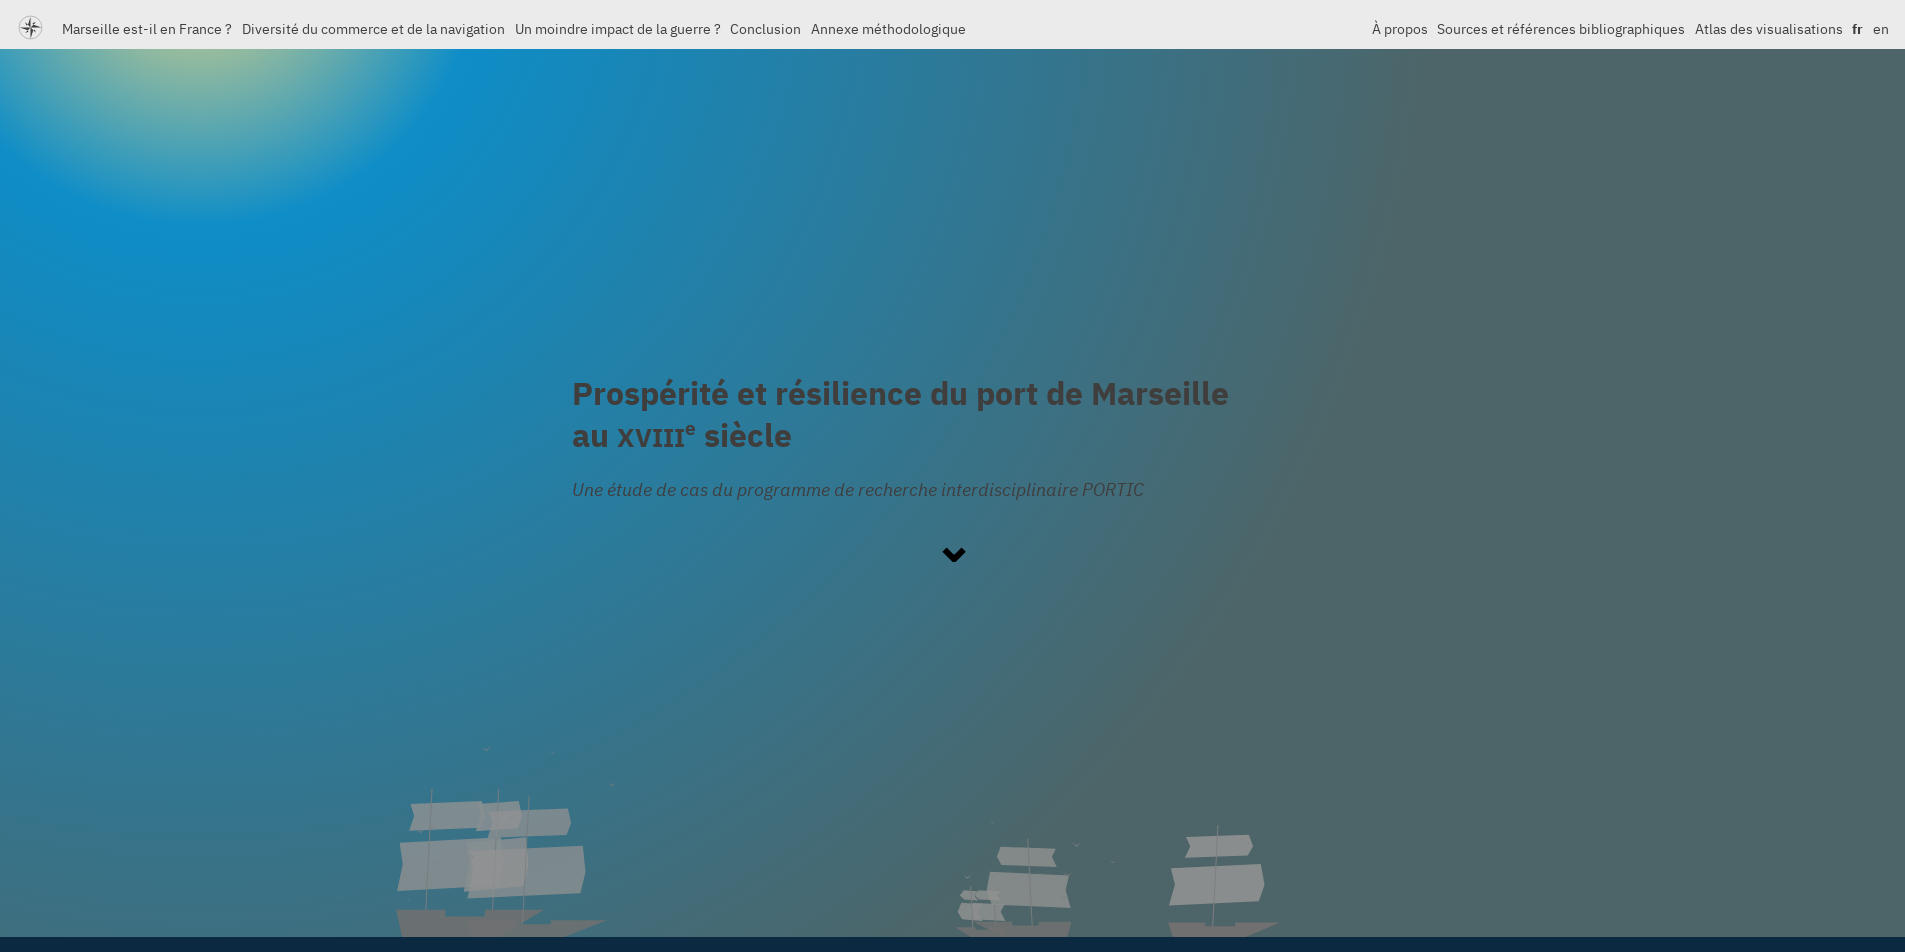 Marseille est-il en France ? Diversité du commerce et de la navigation Un moindre impact de la guerre ? Conclusion Annexe méthodologique À propos Sources et références bibliographiques Atlas des visualisations fr en
Prospérité et résilience du port de Marseille
au XVIIIe siècle
Une étude de cas du programme de recherche interdisciplinaire PORTIC